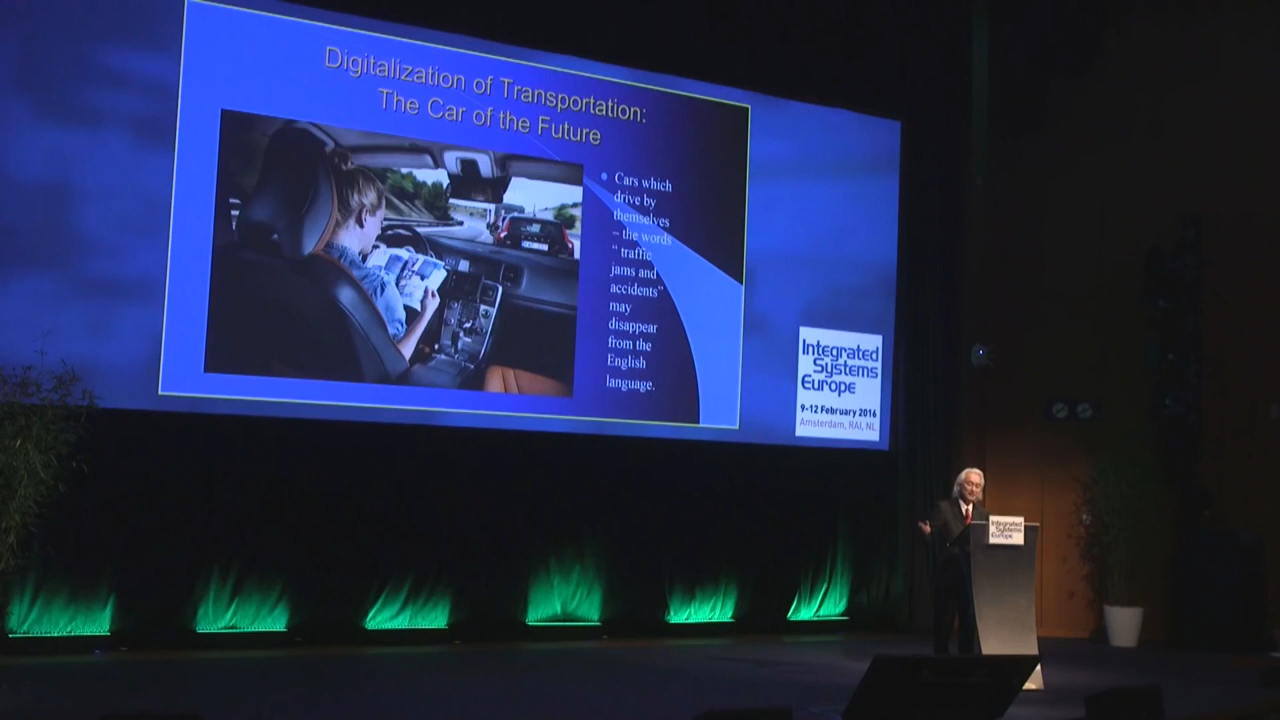 Digitalization of Transportation:
The Car of the Future
Cars which
drive by
themselves
– the words
“ traffic
jams and
accidents”
may
disappear
from the
English
language.
Integrated
Systems
Europe
9-12 February 2016
Amsterdam, RAI, NL
Integrated
Systems
Europe